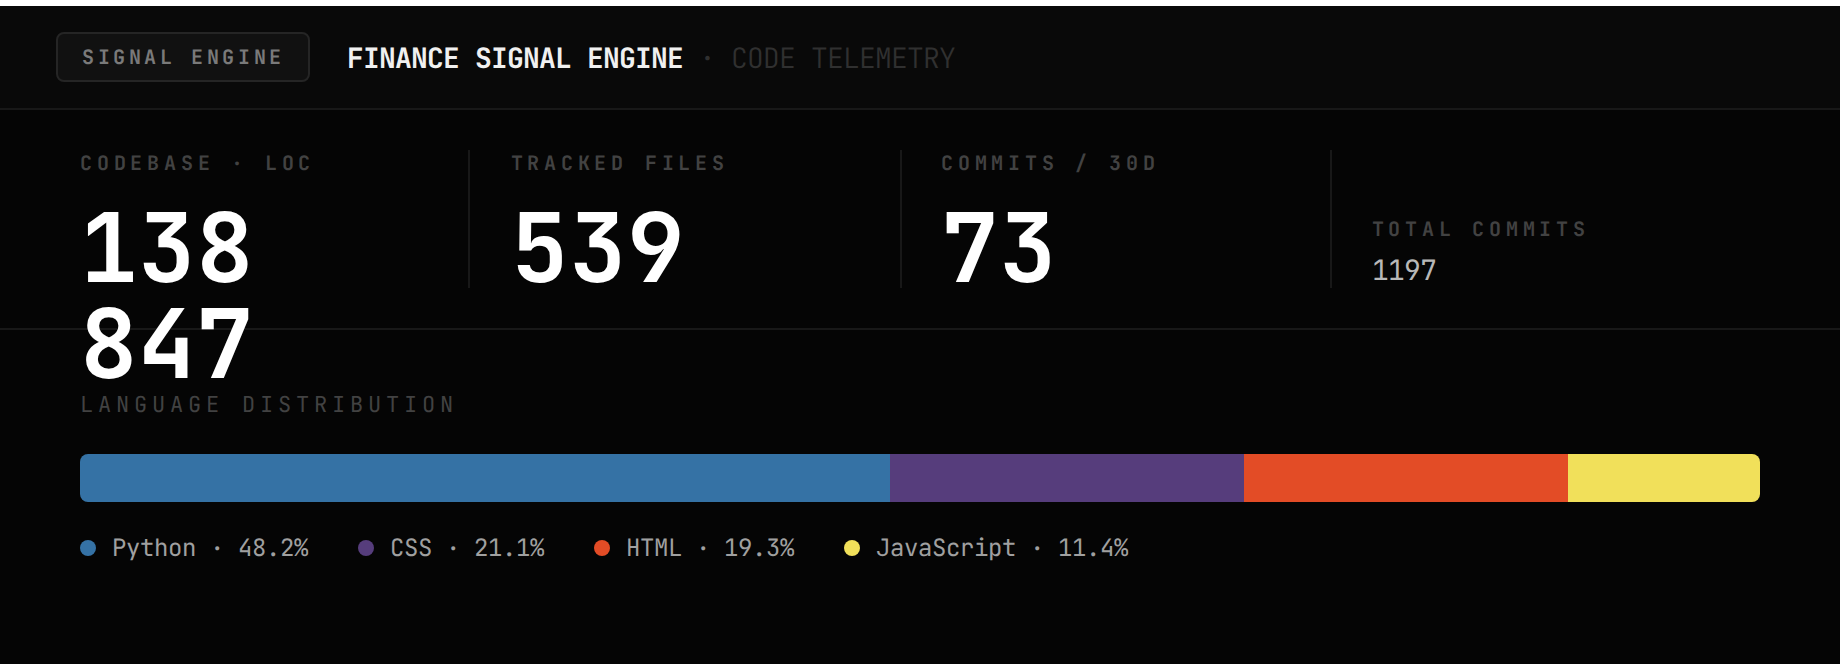 SIGNAL ENGINE
FINANCE SIGNAL ENGINE · CODE TELEMETRY
CODEBASE · LOC
138
847
TRACKED FILES
539
COMMITS / 30D
73
TOTAL COMMITS
1197
LANGUAGE DISTRIBUTION
Python · 48.2% CSS · 21.1% HTML · 19.3% JavaScript · 11.4%